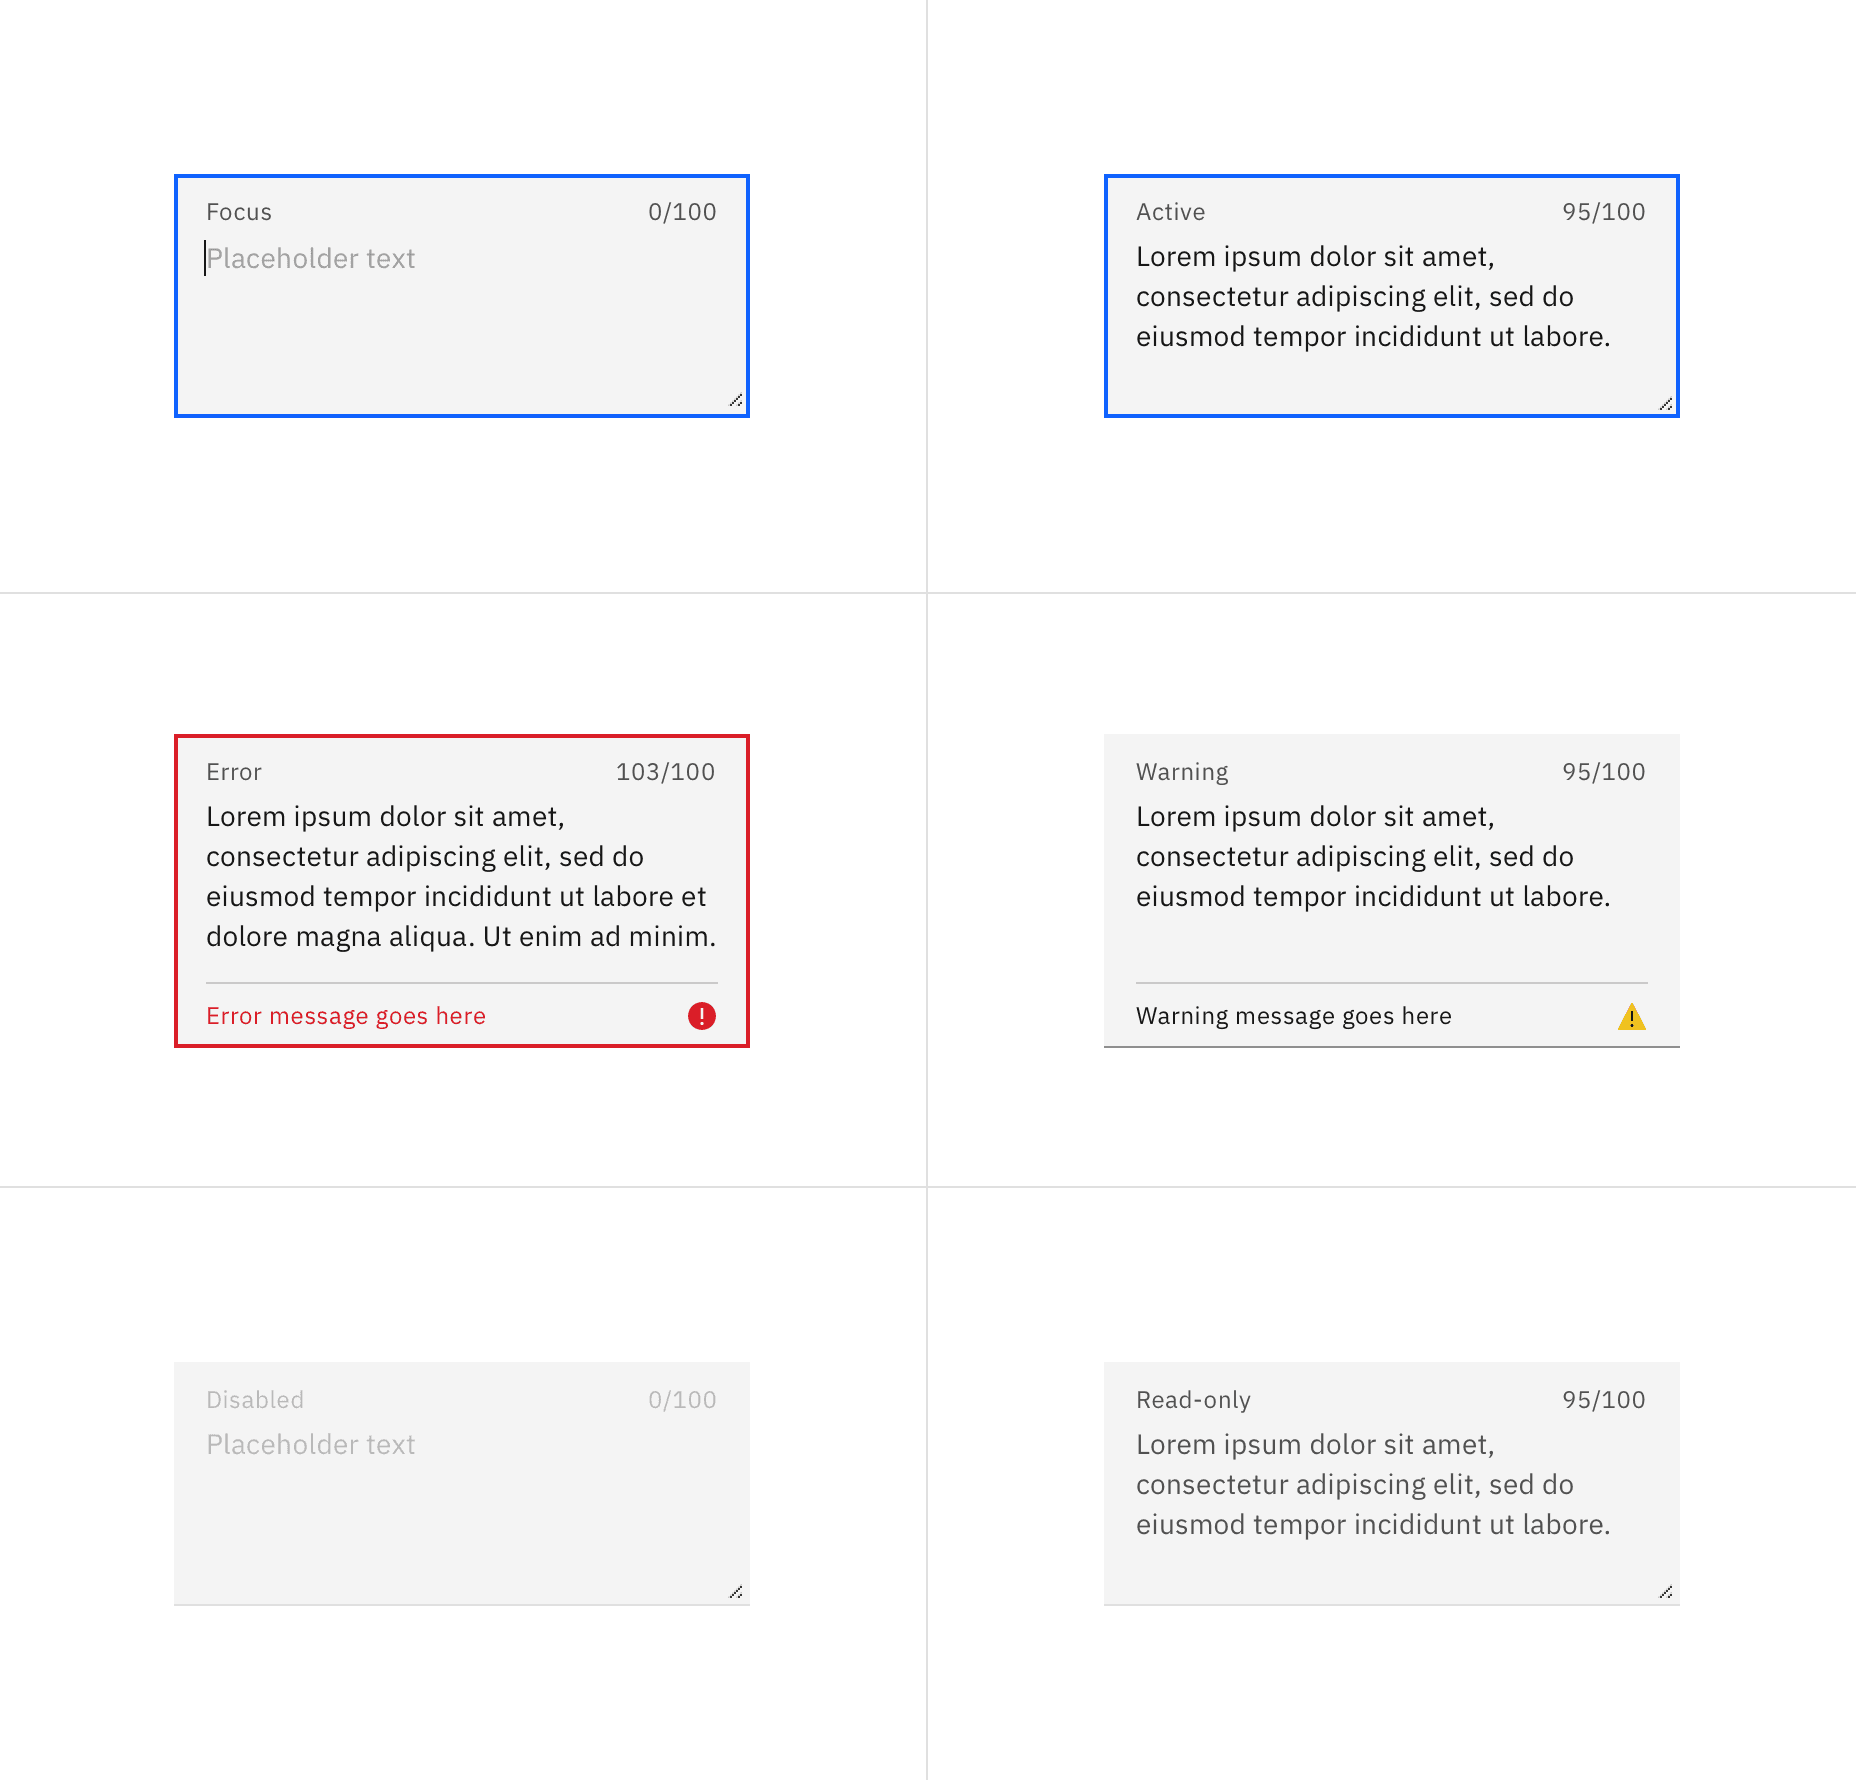 Focus 0/100
Placeholder text
Active 95/100
Lorem ipsum dolor sit amet,
consectetur adipiscing elit, sed do
eiusmod tempor incididunt ut labore.
Error 103/100
Lorem ipsum dolor sit amet,
consectetur adipiscing elit, sed do
eiusmod tempor incididunt ut labore et
dolore magna aliqua. Ut enim ad minim.
Error message goes here
Warning 95/100
Lorem ipsum dolor sit amet,
consectetur adipiscing elit, sed do
eiusmod tempor incididunt ut labore.
Warning message goes here
Disabled 0/100
Placeholder text
Read-only 95/100
Lorem ipsum dolor sit amet,
consectetur adipiscing elit, sed do
eiusmod tempor incididunt ut labore.